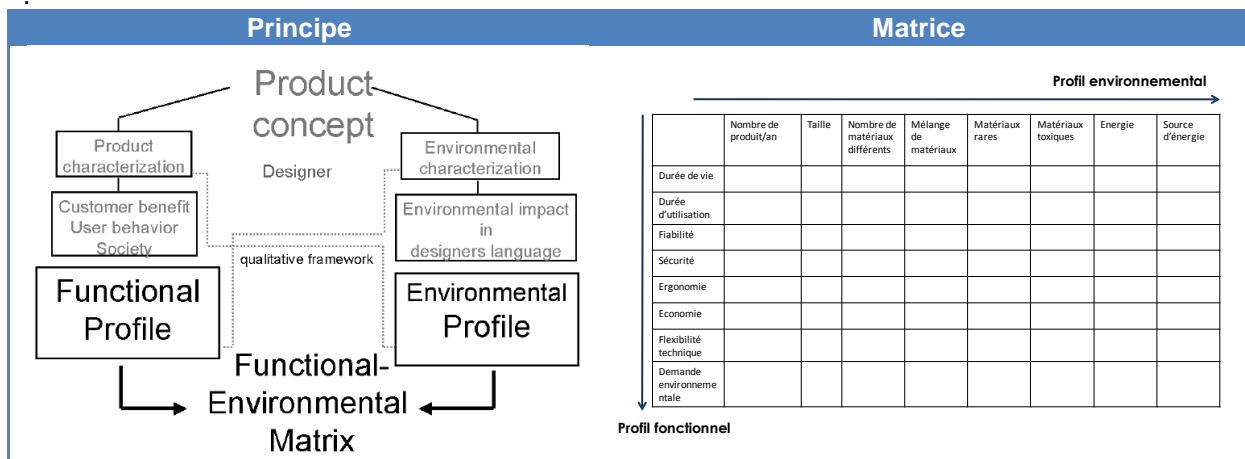 Principe
Matrice
Product
concept
Product
characterization
Designer
Environmental
characterization
Customer benefit
User behavior
Society
Environmental impact
in
designers language
qualitative framework
Functional
Profile
Environmental
Profile
Functional-
Environmental
Matrix
Profil environnemental
Nombre de
produit/an
Taille
Nombre de
matériaux
différents
Mélange
de
matériaux
Matériaux
rares
Matériaux
toxiques
Energie
Source
d'énergie
Durée de vie
Durée
d'utilisation
Fiabilité
Sécurité
Ergonomie
Economie
Flexibilité
technique
Demande
environneme
ntale
Profil fonctionnel